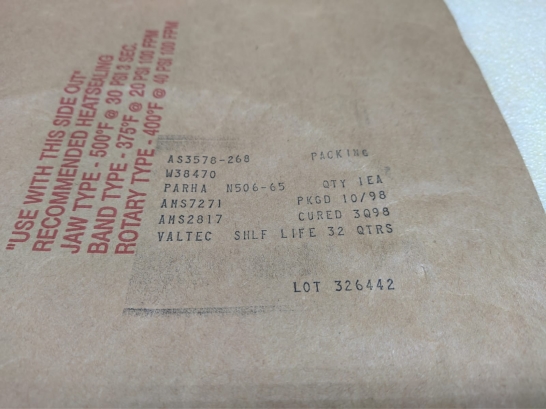 "USE WITH THIS SIDE OUT"
RECOMMENDED HEATSEALING
JAW TYPE - 500°F @ 30 PSI 3 SEC.
BAND TYPE - 375°F @ 20 PSI 100 FPM
ROTARY TYPE - 400°F @ 40 PSI 100 FPM
AS3578-268 PACKING
W38470
PARHA N506-65 QTY 1EA
AMS7271 PKGD 10/98
AMS2817 CURED 3Q98
VALTEC SHLF LIFE 32 QTRS
LOT 326442